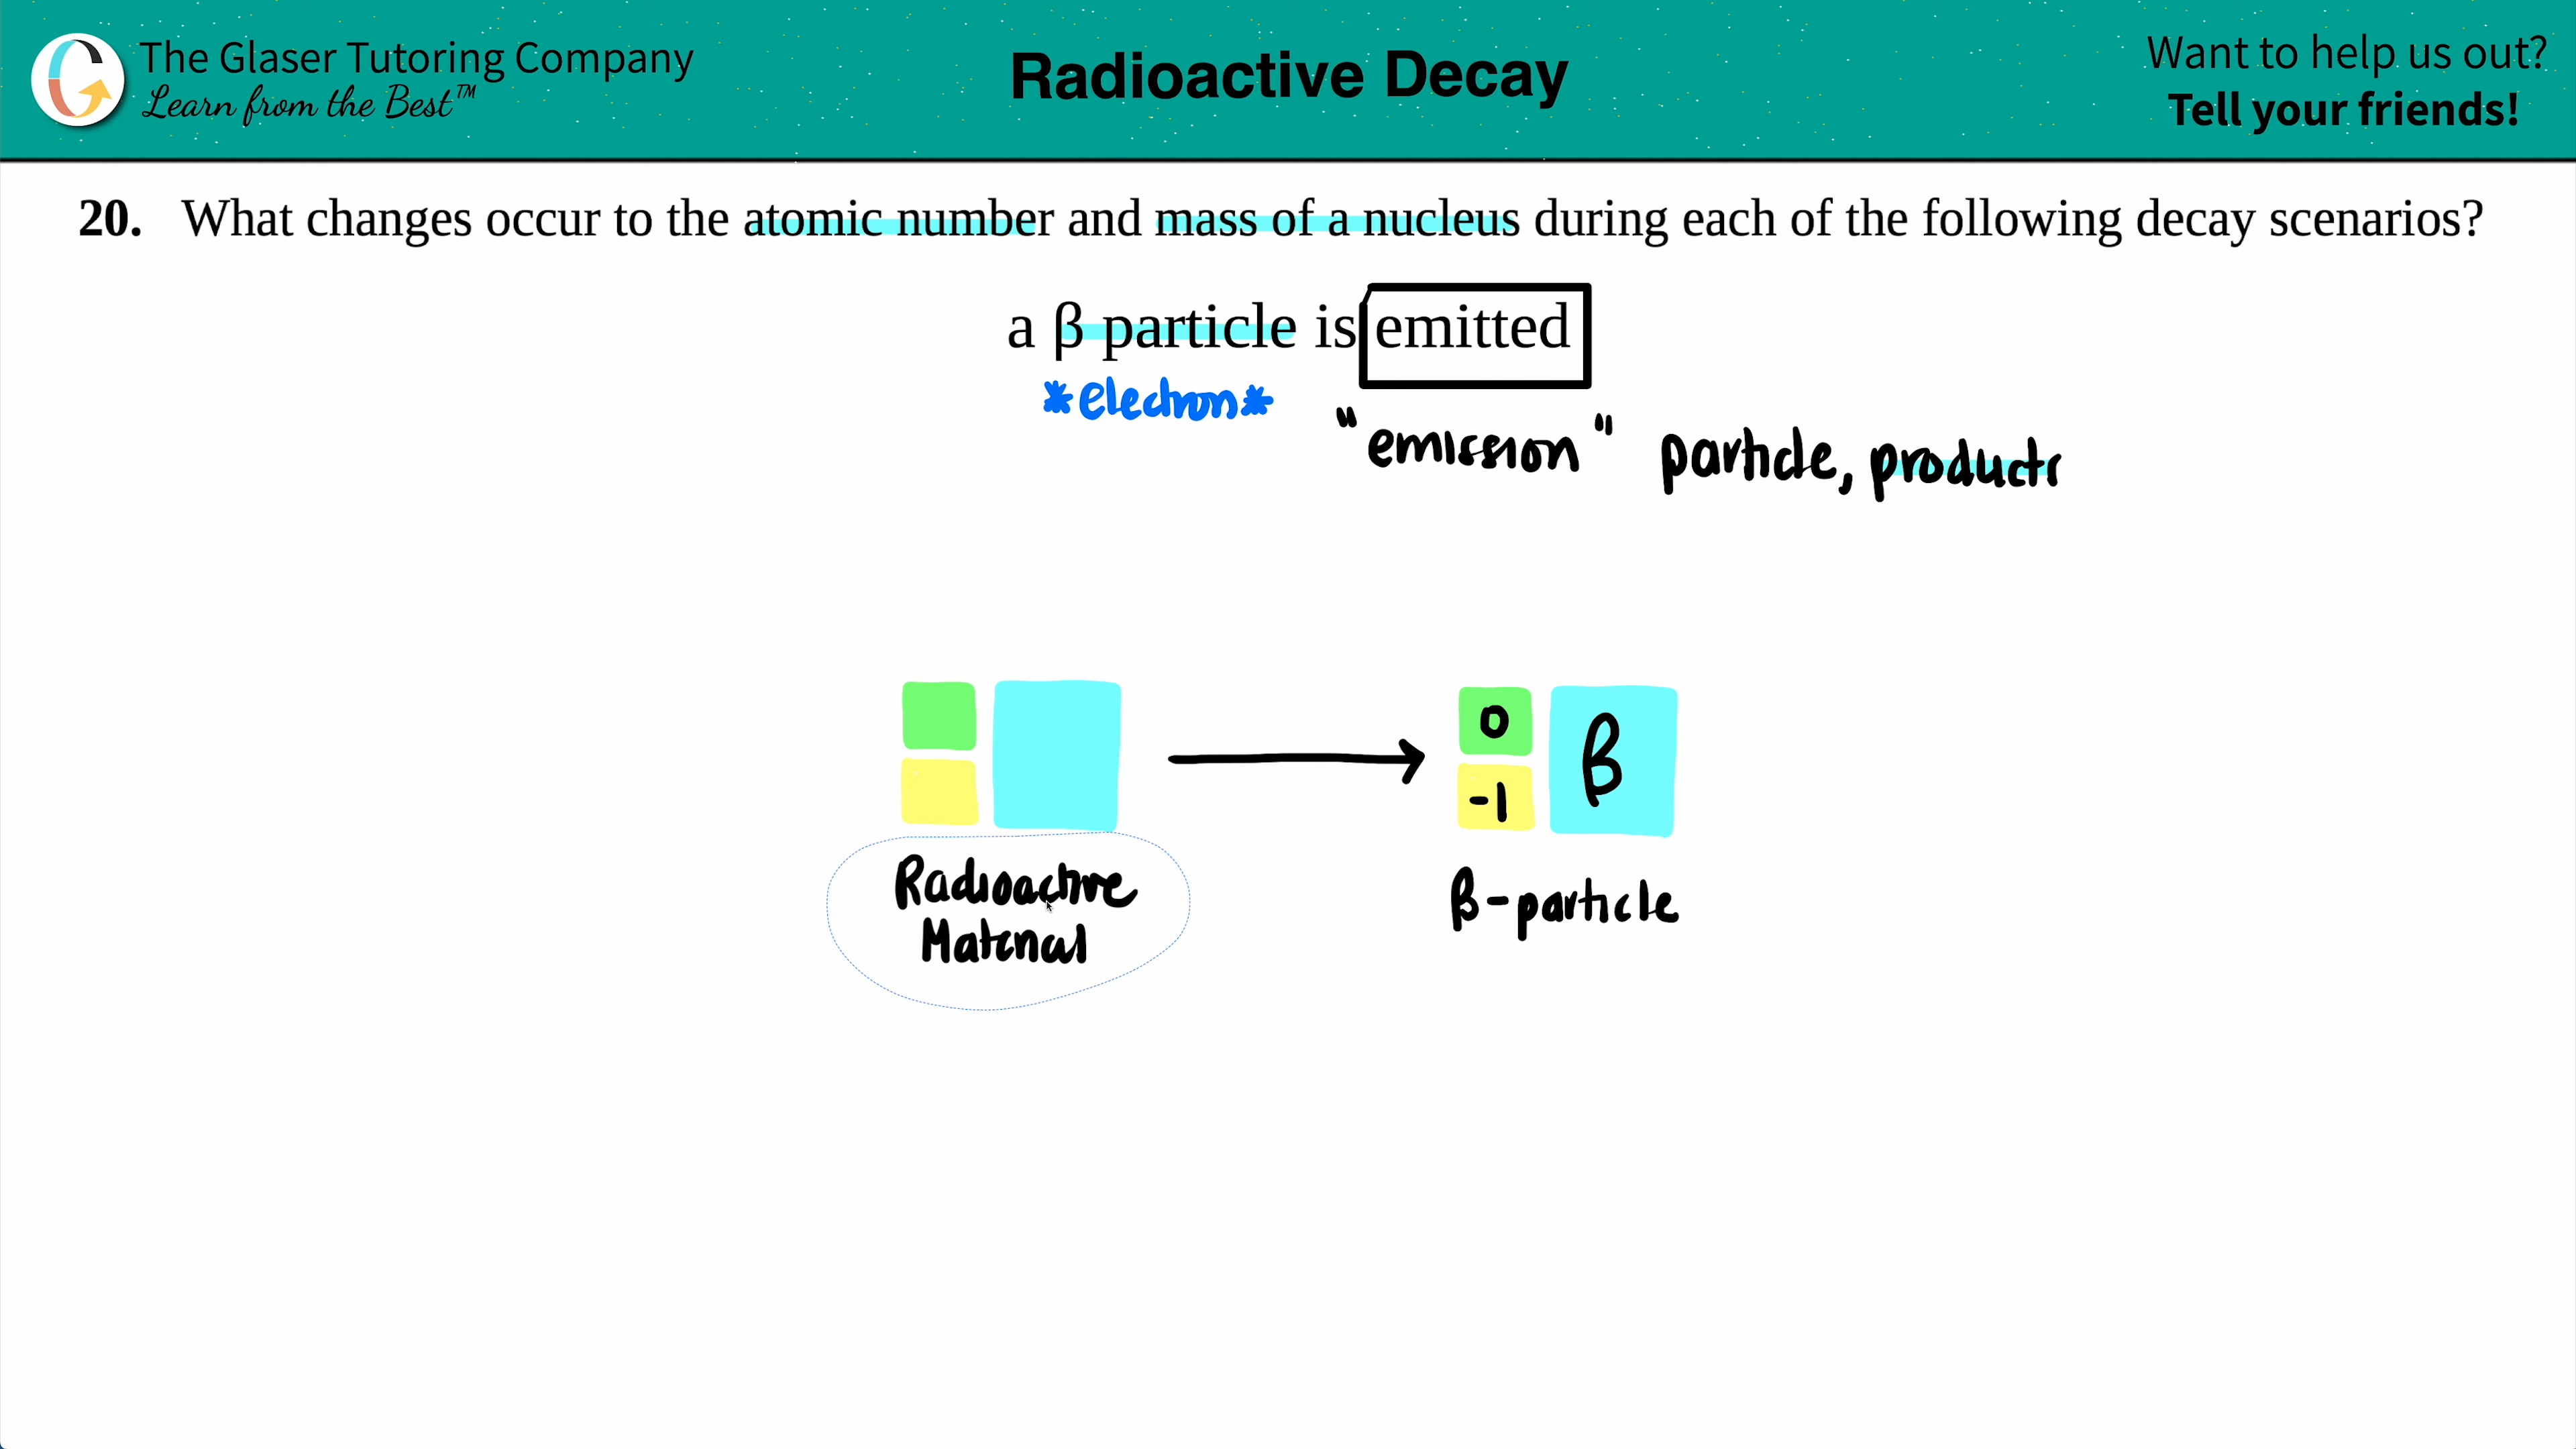 The Glaser Tutoring Company
Learn from the Best™
Radioactive Decay
Want to help us out?
Tell your friends!
20. What changes occur to the atomic number and mass of a nucleus during each of the following decay scenarios?
a β particle is emitted
*electron*
"emission" particle, products
0
-1
β
Radioactive
Material
β-particle